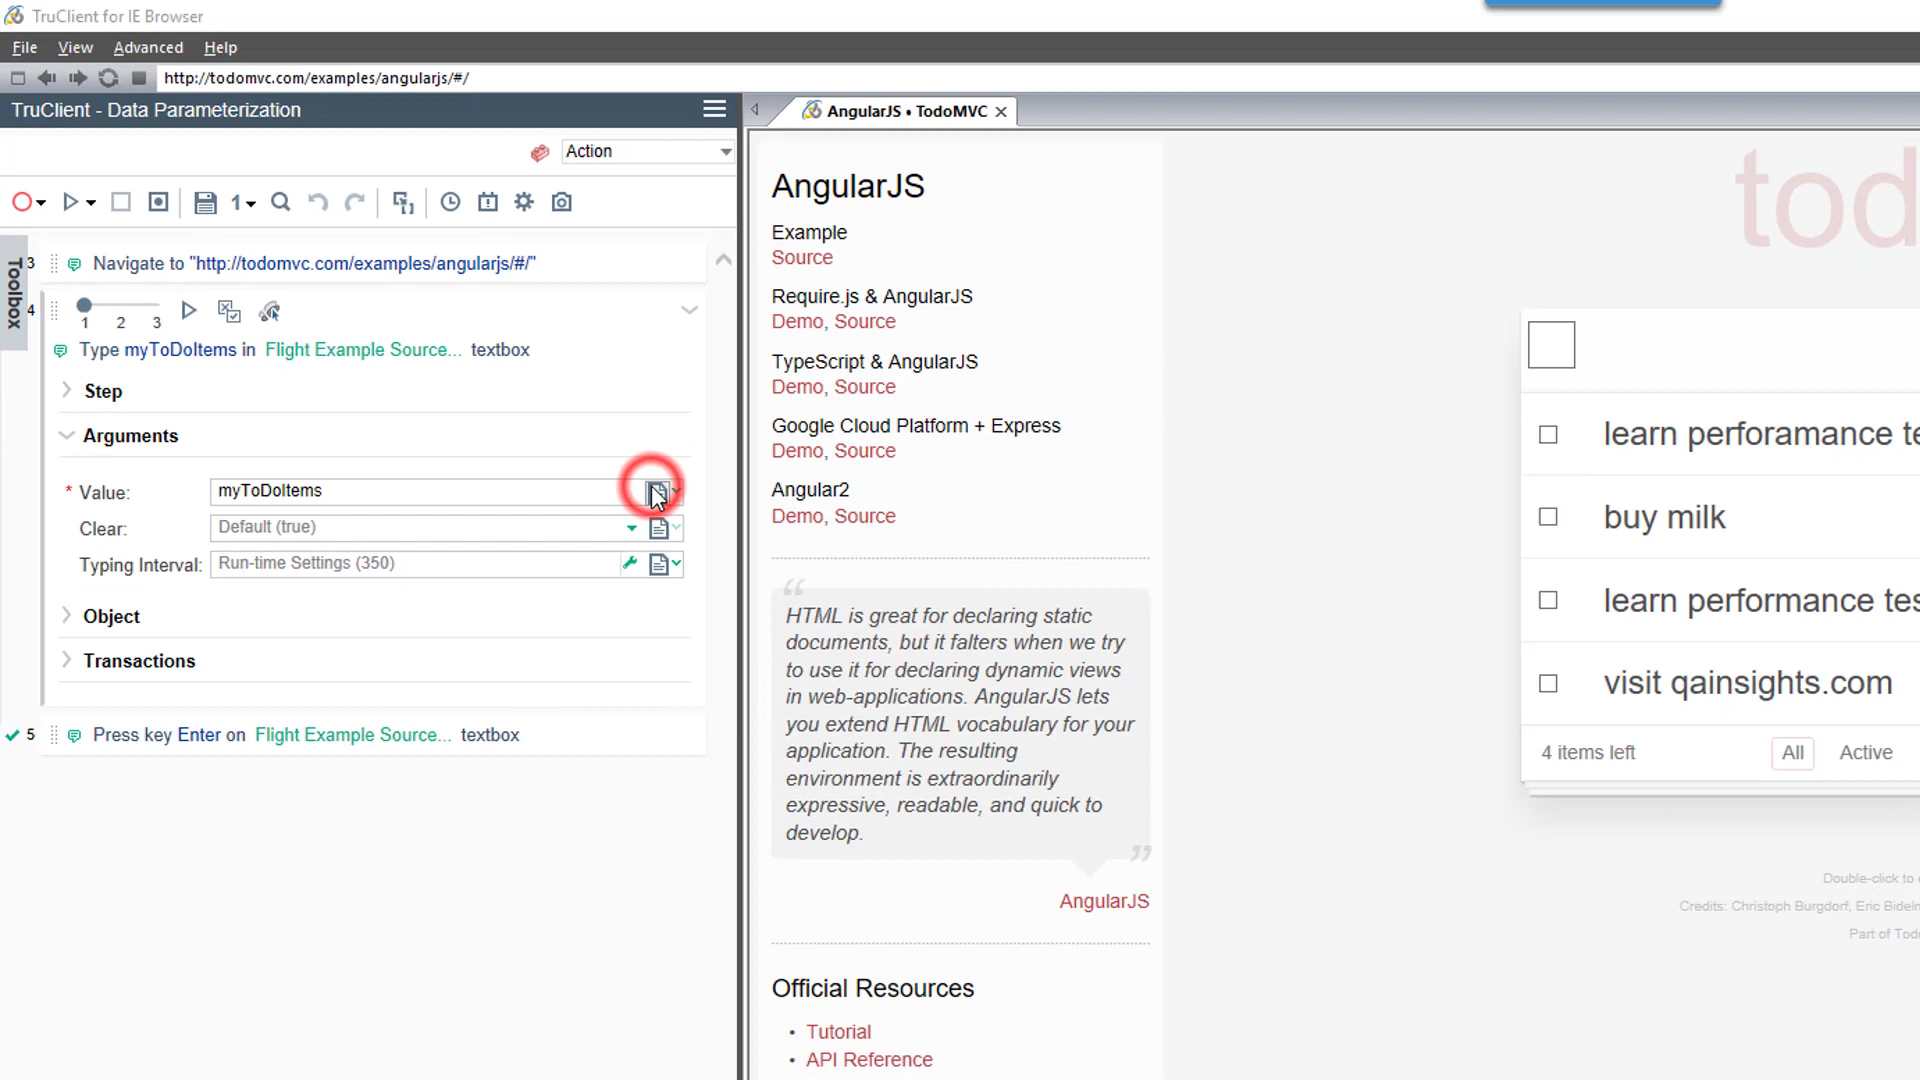 TruClient for IE Browser
File View Advanced Help
http://todomvc.com/examples/angularjs/#/
TruClient - Data Parameterization
Action
1
Toolbox
3 Navigate to "http://todomvc.com/examples/angularjs/#/"
4
1 2 3
Type myToDoItems in Flight Example Source... textbox
Step
Arguments
* Value: myToDoItems
Clear: Default (true)
Typing Interval: Run-time Settings (350)
Object
Transactions
5 Press key Enter on Flight Example Source... textbox
AngularJS • TodoMVC
AngularJS
Example
Source
Require.js & AngularJS
Demo, Source
TypeScript & AngularJS
Demo, Source
Google Cloud Platform + Express
Demo, Source
Angular2
Demo, Source
“
HTML is great for declaring static
documents, but it falters when we try
to use it for declaring dynamic views
in web-applications. AngularJS lets
you extend HTML vocabulary for your
application. The resulting
environment is extraordinarily
expressive, readable, and quick to
develop.
”
AngularJS
Official Resources
• Tutorial
• API Reference
tod
learn perforamance te
buy milk
learn performance tes
visit qainsights.com
4 items left All Active
Double-click to e
Credits: Christoph Burgdorf, Eric Bidelm
Part of Todo